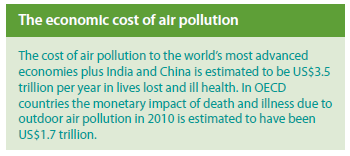 The economic cost of air pollution
The cost of air pollution to the world's most advanced
economies plus India and China is estimated to be US$3.5
trillion per year in lives lost and ill health. In OECD
countries the monetary impact of death and illness due to
outdoor air pollution in 2010 is estimated to have been
US$1.7 trillion.